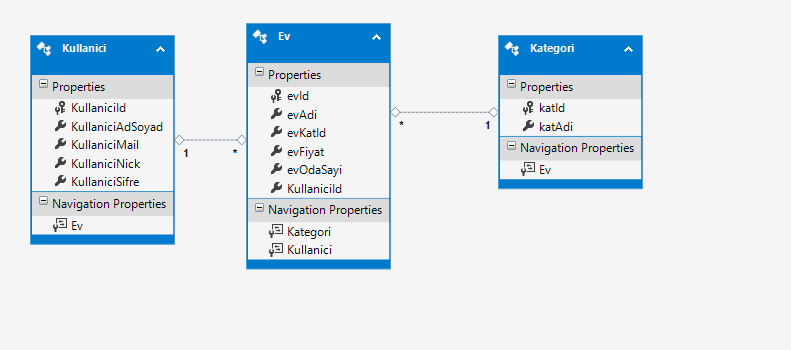 Kullanici
Properties
KullaniciId
KullaniciAdSoyad
KullaniciMail
KullaniciNick
KullaniciSifre
Navigation Properties
Ev
1
*
Ev
Properties
evId
evAdi
evKatId
evFiyat
evOdaSayi
KullaniciId
Navigation Properties
Kategori
Kullanici
*
1
Kategori
Properties
katId
katAdi
Navigation Properties
Ev